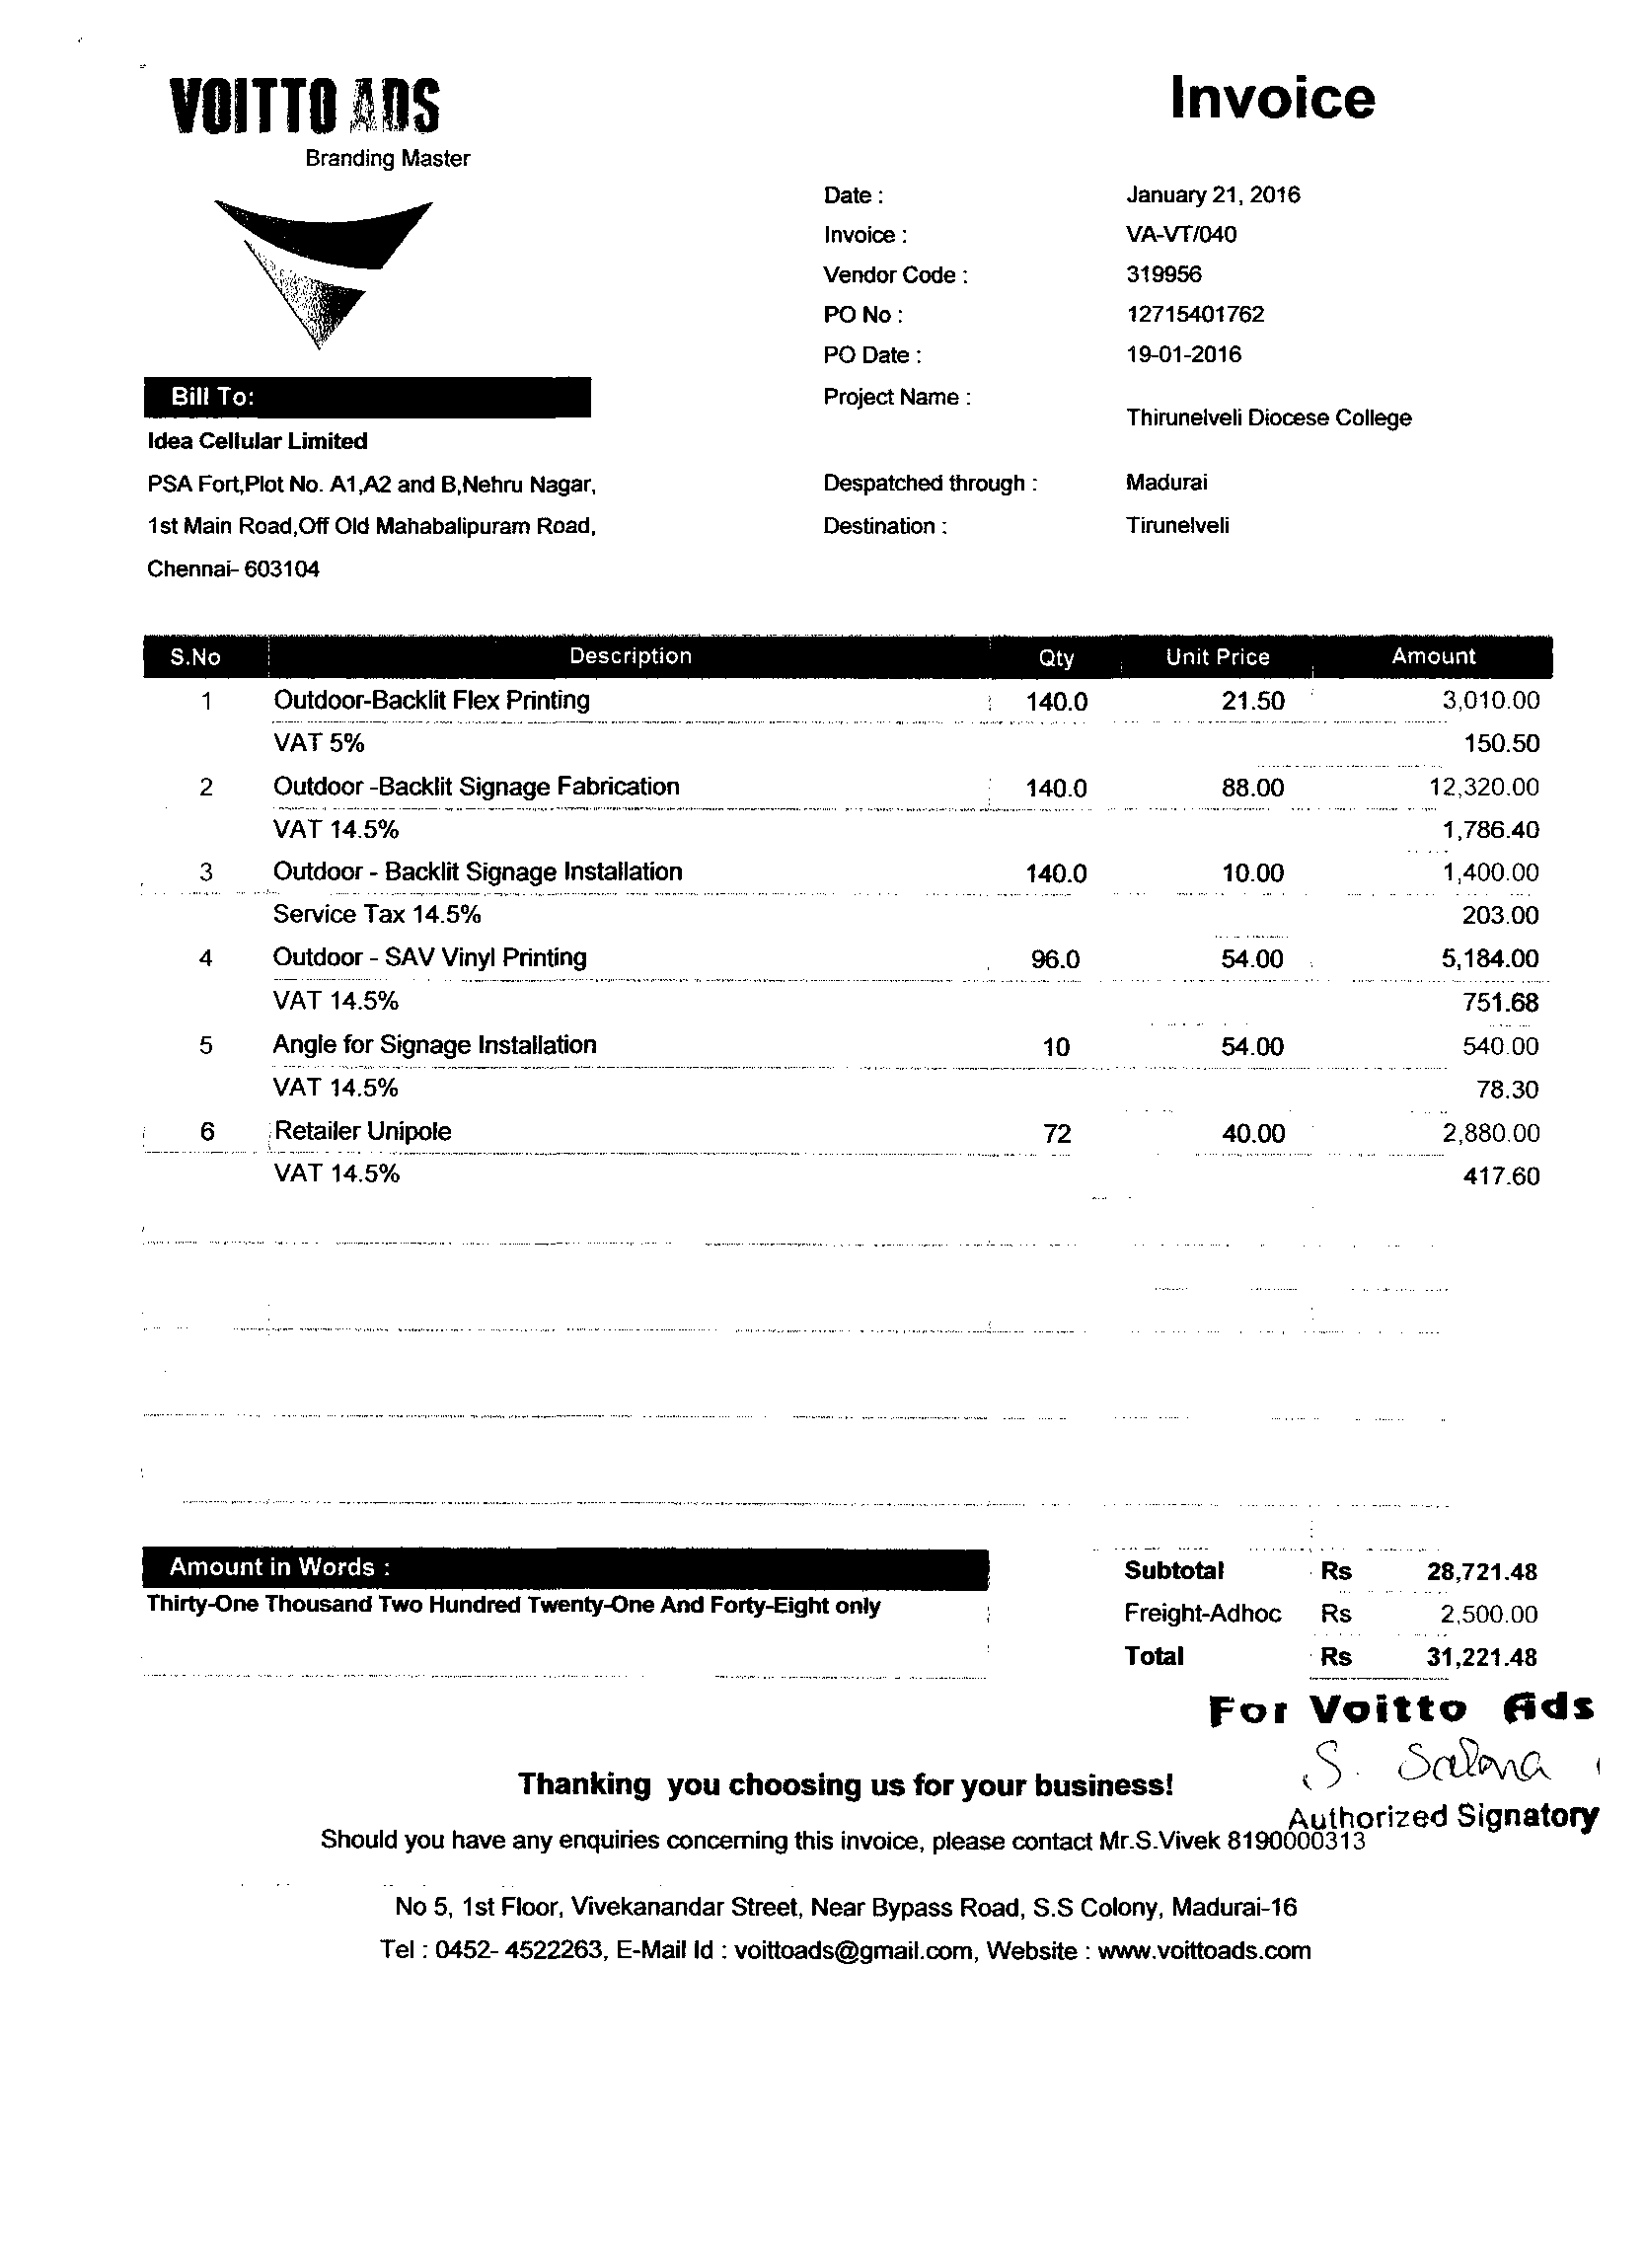 VOITTO ADS
Invoice
Branding Master
Date : January 21, 2016
Invoice : VA-VT/040
Vendor Code : 319956
PO No : 12715401762
PO Date : 19-01-2016
Bill To:
Project Name : Thirunelveli Diocese College
Idea Cellular Limited
PSA Fort,Plot No. A1,A2 and B,Nehru Nagar,
Despatched through : Madurai
1st Main Road,Off Old Mahabalipuram Road,
Destination : Tirunelveli
Chennai- 603104
S.No Description Qty Unit Price Amount
1 Outdoor-Backlit Flex Printing 140.0 21.50 3,010.00
VAT 5% 150.50
2 Outdoor -Backlit Signage Fabrication 140.0 88.00 12,320.00
VAT 14.5% 1,786.40
3 Outdoor - Backlit Signage Installation 140.0 10.00 1,400.00
Service Tax 14.5% 203.00
4 Outdoor - SAV Vinyl Printing 96.0 54.00 5,184.00
VAT 14.5% 751.68
5 Angle for Signage Installation 10 54.00 540.00
VAT 14.5% 78.30
6 Retailer Unipole 72 40.00 2,880.00
VAT 14.5% 417.60
Amount in Words :
Subtotal Rs 28,721.48
Thirty-One Thousand Two Hundred Twenty-One And Forty-Eight only
Freight-Adhoc Rs 2,500.00
Total Rs 31,221.48
For Voitto Ads
S. Salona
Thanking you choosing us for your business!
Authorized Signatory
Should you have any enquiries concerning this invoice, please contact Mr.S.Vivek 8190000313
No 5, 1st Floor, Vivekanandar Street, Near Bypass Road, S.S Colony, Madurai-16
Tel : 0452- 4522263, E-Mail Id : voittoads@gmail.com, Website : www.voittoads.com